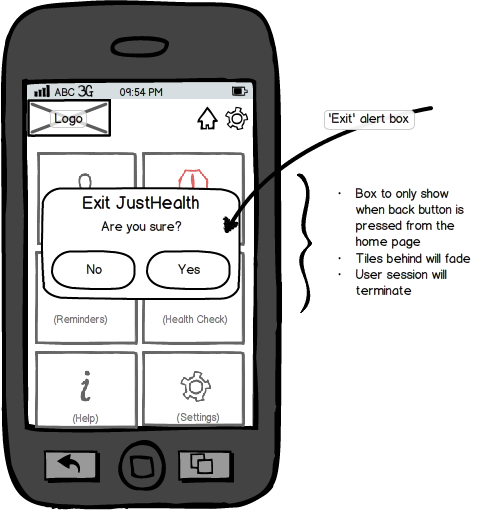 ABC 3G 09:54 PM
Logo
'Exit' alert box
Exit JustHealth
Are you sure?
No
Yes
(Reminders)
(Health Check)
(Help)
(Settings)
· Box to only show
when back button is
pressed from the
home page
· Tiles behind will fade
· User session will
terminate